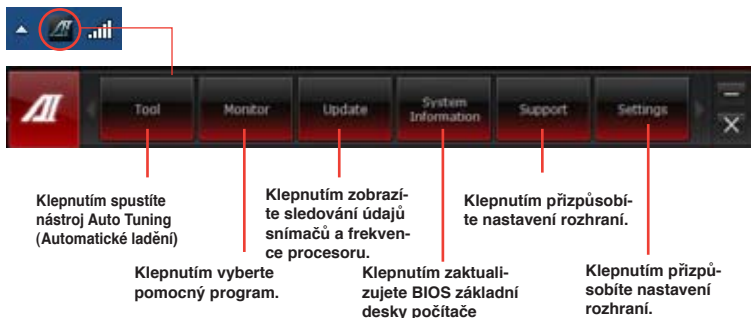 Tool
Monitor
Update
System
Information
Support
Settings
Klepnutím spustíte
nástroj Auto Tuning
(Automatické ladění)
Klepnutím vyberte
pomocný program.
Klepnutím zobrazí-
te sledování údajů
snímačů a frekven-
ce procesoru.
Klepnutím zaktuali-
zujete BIOS základní
desky počítače
Klepnutím přizpůsobí-
te nastavení rozhraní.
Klepnutím přizpů-
sobíte nastavení
rozhraní.